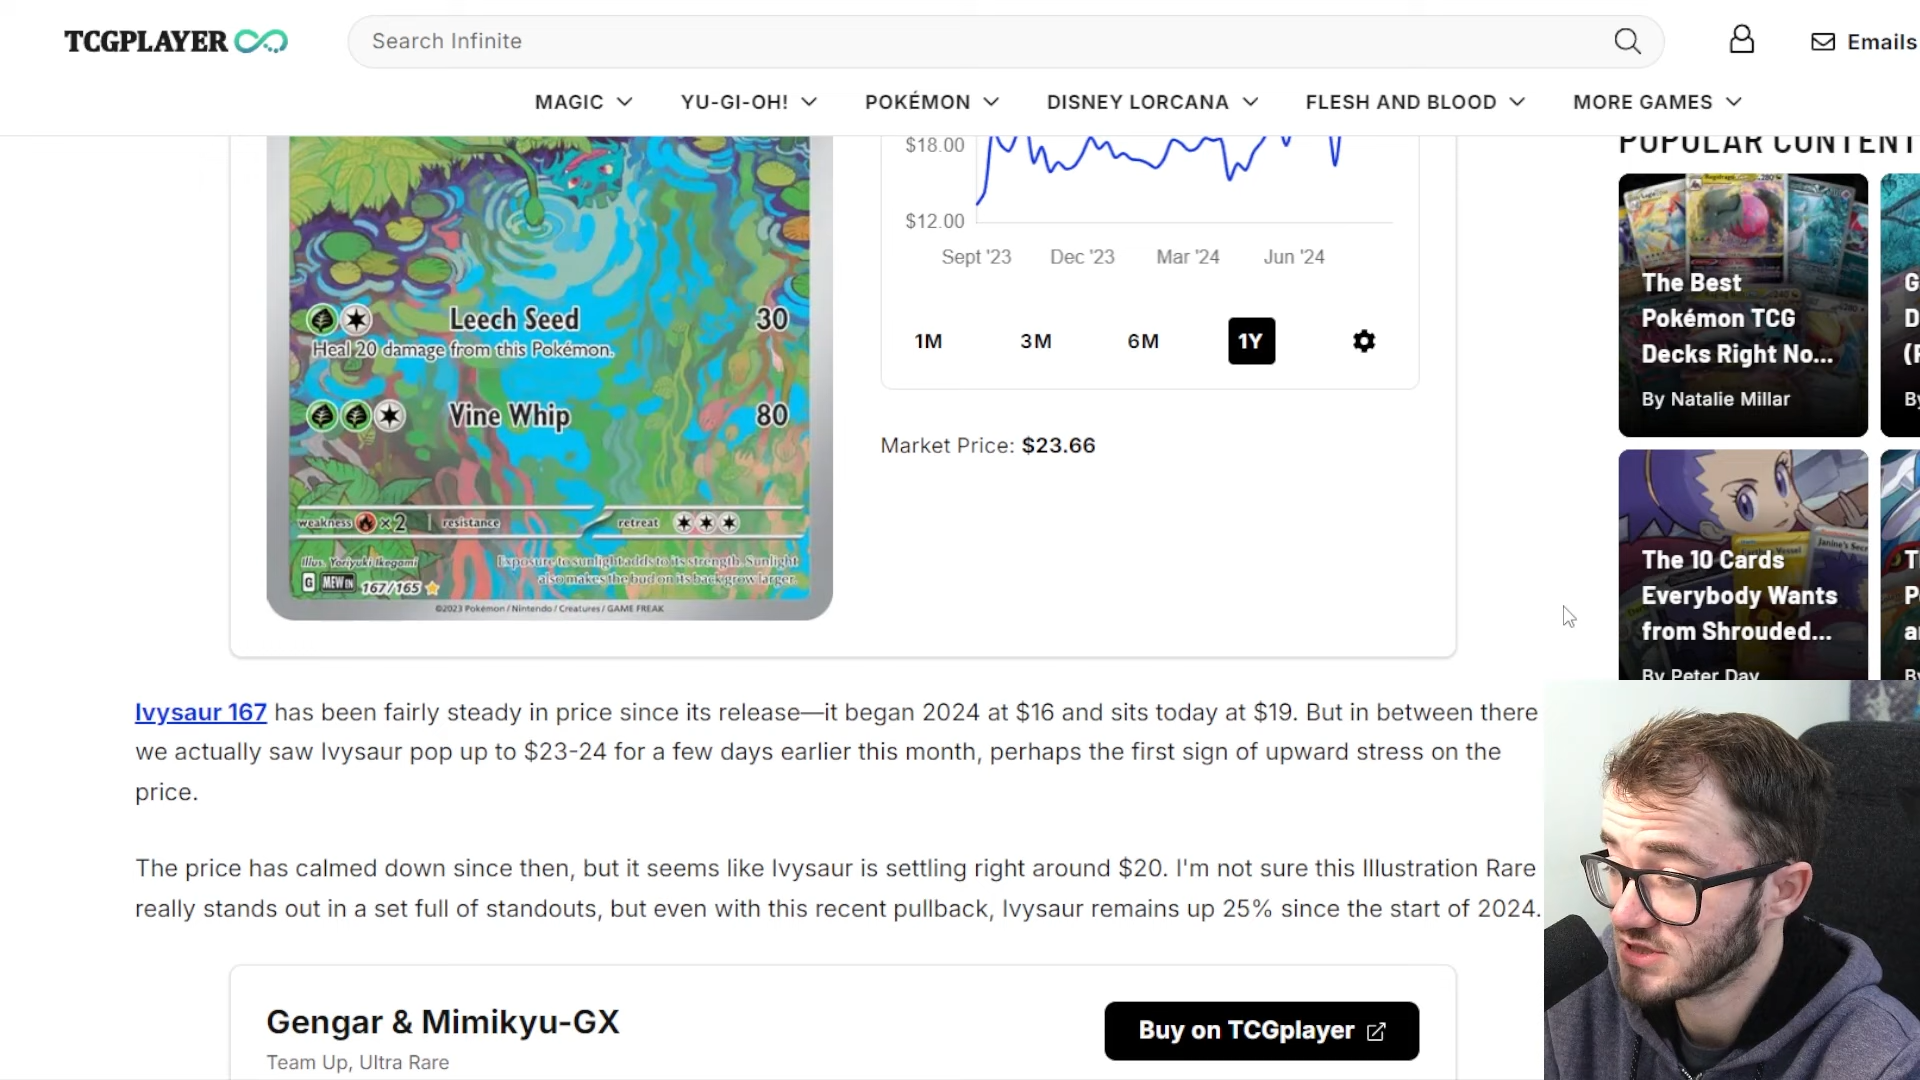 TCGPLAYER
Search Infinite
Emails
MAGIC
YU-GI-OH!
POKÉMON
DISNEY LORCANA
FLESH AND BLOOD
MORE GAMES
POPULAR CONTENT
$18.00
$12.00
Sept '23
Dec '23
Mar '24
Jun '24
1M
3M
6M
1Y
Market Price: $23.66
Leech Seed 30
Heal 20 damage from this Pokémon.
Vine Whip 80
weakness ×2 resistance retreat
Illus. Yoriyuki Ikegami
Exposure to sunlight adds to its strength. Sunlight
also makes the bud on its back grow larger.
G MEW EN 167/165
©2023 Pokémon / Nintendo / Creatures / GAME FREAK
The Best
Pokémon TCG
Decks Right No...
By Natalie Millar
The 10 Cards
Everybody Wants
from Shrouded...
By Peter Day
Ivysaur 167 has been fairly steady in price since its release—it began 2024 at $16 and sits today at $19. But in between there
we actually saw Ivysaur pop up to $23-24 for a few days earlier this month, perhaps the first sign of upward stress on the
price.
The price has calmed down since then, but it seems like Ivysaur is settling right around $20. I'm not sure this Illustration Rare
really stands out in a set full of standouts, but even with this recent pullback, Ivysaur remains up 25% since the start of 2024.
Gengar & Mimikyu-GX
Team Up, Ultra Rare
Buy on TCGplayer